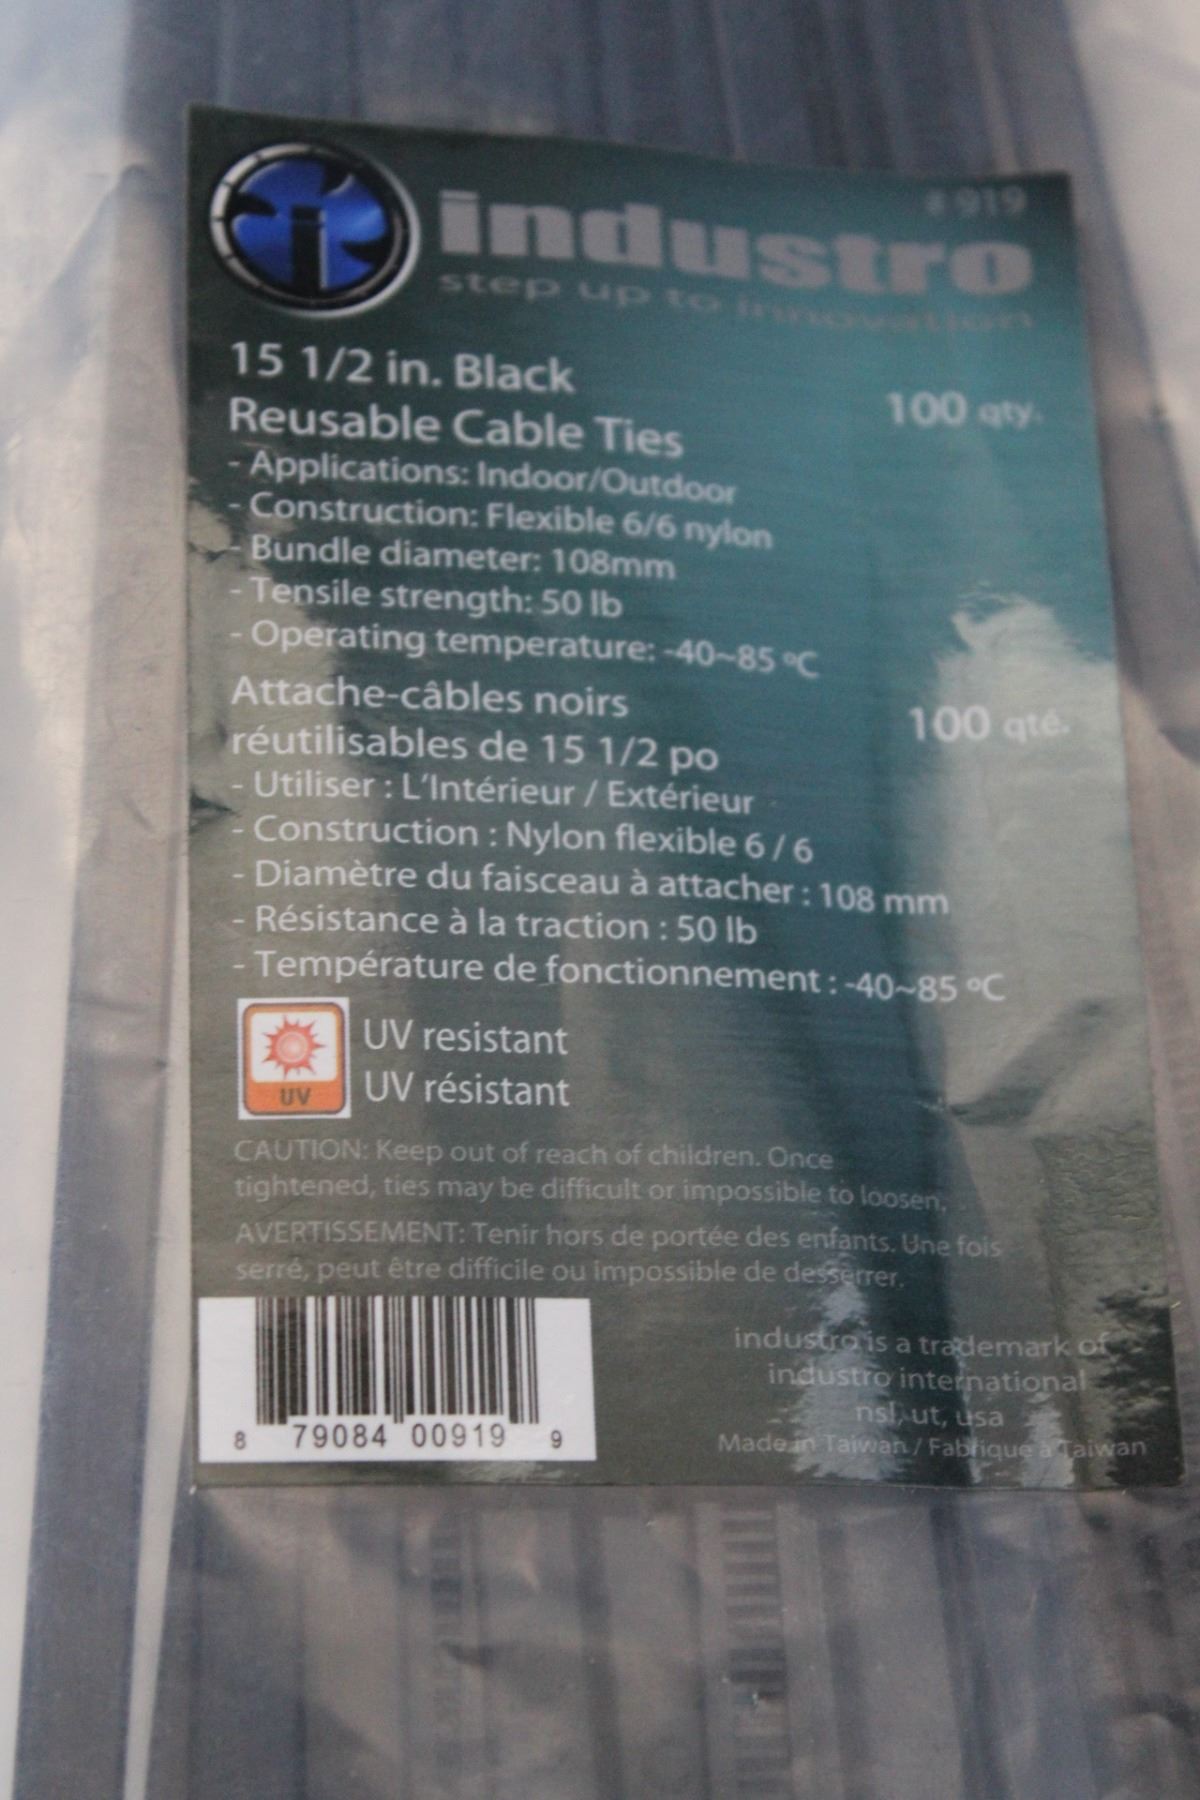 # 919
industro
step up to innovation
15 1/2 in. Black
Reusable Cable Ties
100 qty.
- Applications: Indoor/Outdoor
- Construction: Flexible 6/6 nylon
- Bundle diameter: 108mm
- Tensile strength: 50 lb
- Operating temperature: -40~85 ºC
Attache-câbles noirs
réutilisables de 15 1/2 po
100 qté.
- Utiliser : L'Intérieur / Extérieur
- Construction : Nylon flexible 6 / 6
- Diamètre du faisceau à attacher : 108 mm
- Résistance à la traction : 50 lb
- Température de fonctionnement : -40~85 ºC
UV
UV resistant
UV résistant
CAUTION: Keep out of reach of children. Once
tightened, ties may be difficult or impossible to loosen.
AVERTISSEMENT: Tenir hors de portée des enfants. Une fois
serré, peut être difficile ou impossible de desserrer.
8 79084 00919 9
industro is a trademark of
industro international
nsl, ut, usa
Made in Taiwan / Fabrique à Taiwan